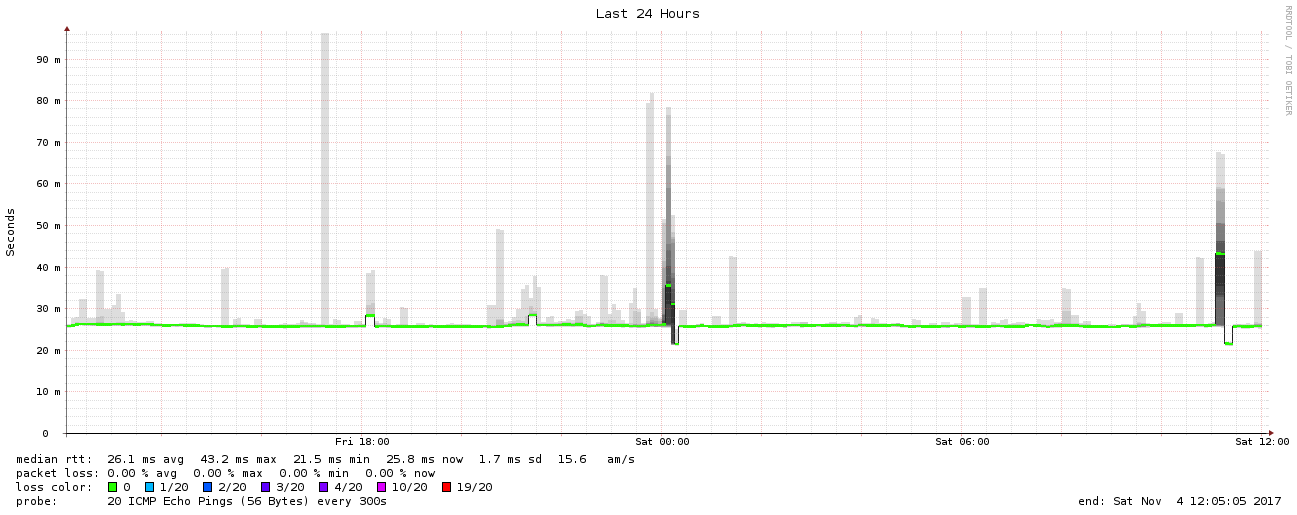 Last 24 Hours
RRDTOOL / TOBI OETIKER
Seconds
90 m
80 m
70 m
60 m
50 m
40 m
30 m
20 m
10 m
0
Fri 18:00 Sat 00:00 Sat 06:00 Sat 12:00
median rtt: 26.1 ms avg 43.2 ms max 21.5 ms min 25.8 ms now 1.7 ms sd 15.6 am/s
packet loss: 0.00 % avg 0.00 % max 0.00 % min 0.00 % now
loss color: 0 1/20 2/20 3/20 4/20 10/20 19/20
probe: 20 ICMP Echo Pings (56 Bytes) every 300s end: Sat Nov 4 12:05:05 2017